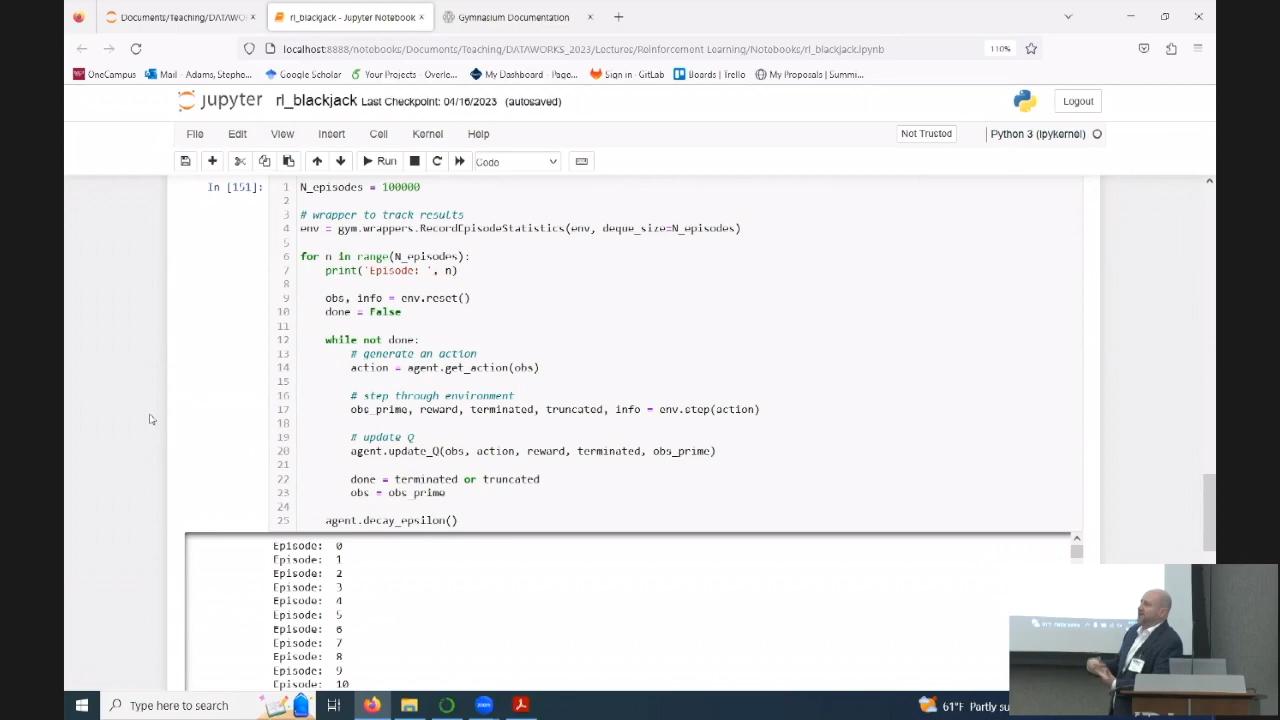 Documents/Teaching/DATAWO
rl_blackjack - Jupyter Notebook
Gymnasium Documentation
localhost:8888/notebooks/Documents/Teaching/DATAWORKS_2023/Lectures/Reinforcement Learning/Notebooks/rl_blackjack.ipynb
110%
OneCampus
Mail - Adams, Stepho...
Google Scholar
Your Projects - Overle...
My Dashboard - Page...
Sign in · GitLab
Boards | Trello
My Proposals | Summi...
jupyter rl_blackjack Last Checkpoint: 04/16/2023 (autosaved)
Logout
File Edit View Insert Cell Kernel Help
Not Trusted
Python 3 (ipykernel)
Run
Code
In [151]:
1 N_episodes = 100000
2
3 # wrapper to track results
4 env = gym.wrappers.RecordEpisodeStatistics(env, deque_size=N_episodes)
5
6 for n in range(N_episodes):
7 print('Episode: ', n)
8
9 obs, info = env.reset()
10 done = False
11
12 while not done:
13 # generate an action
14 action = agent.get_action(obs)
15
16 # step through environment
17 obs_prime, reward, terminated, truncated, info = env.step(action)
18
19 # update Q
20 agent.update_Q(obs, action, reward, terminated, obs_prime)
21
22 done = terminated or truncated
23 obs = obs_prime
24
25 agent.decay_epsilon()
Episode: 0
Episode: 1
Episode: 2
Episode: 3
Episode: 4
Episode: 5
Episode: 6
Episode: 7
Episode: 8
Episode: 9
Episode: 10
Type here to search
zoom
61°F Partly su